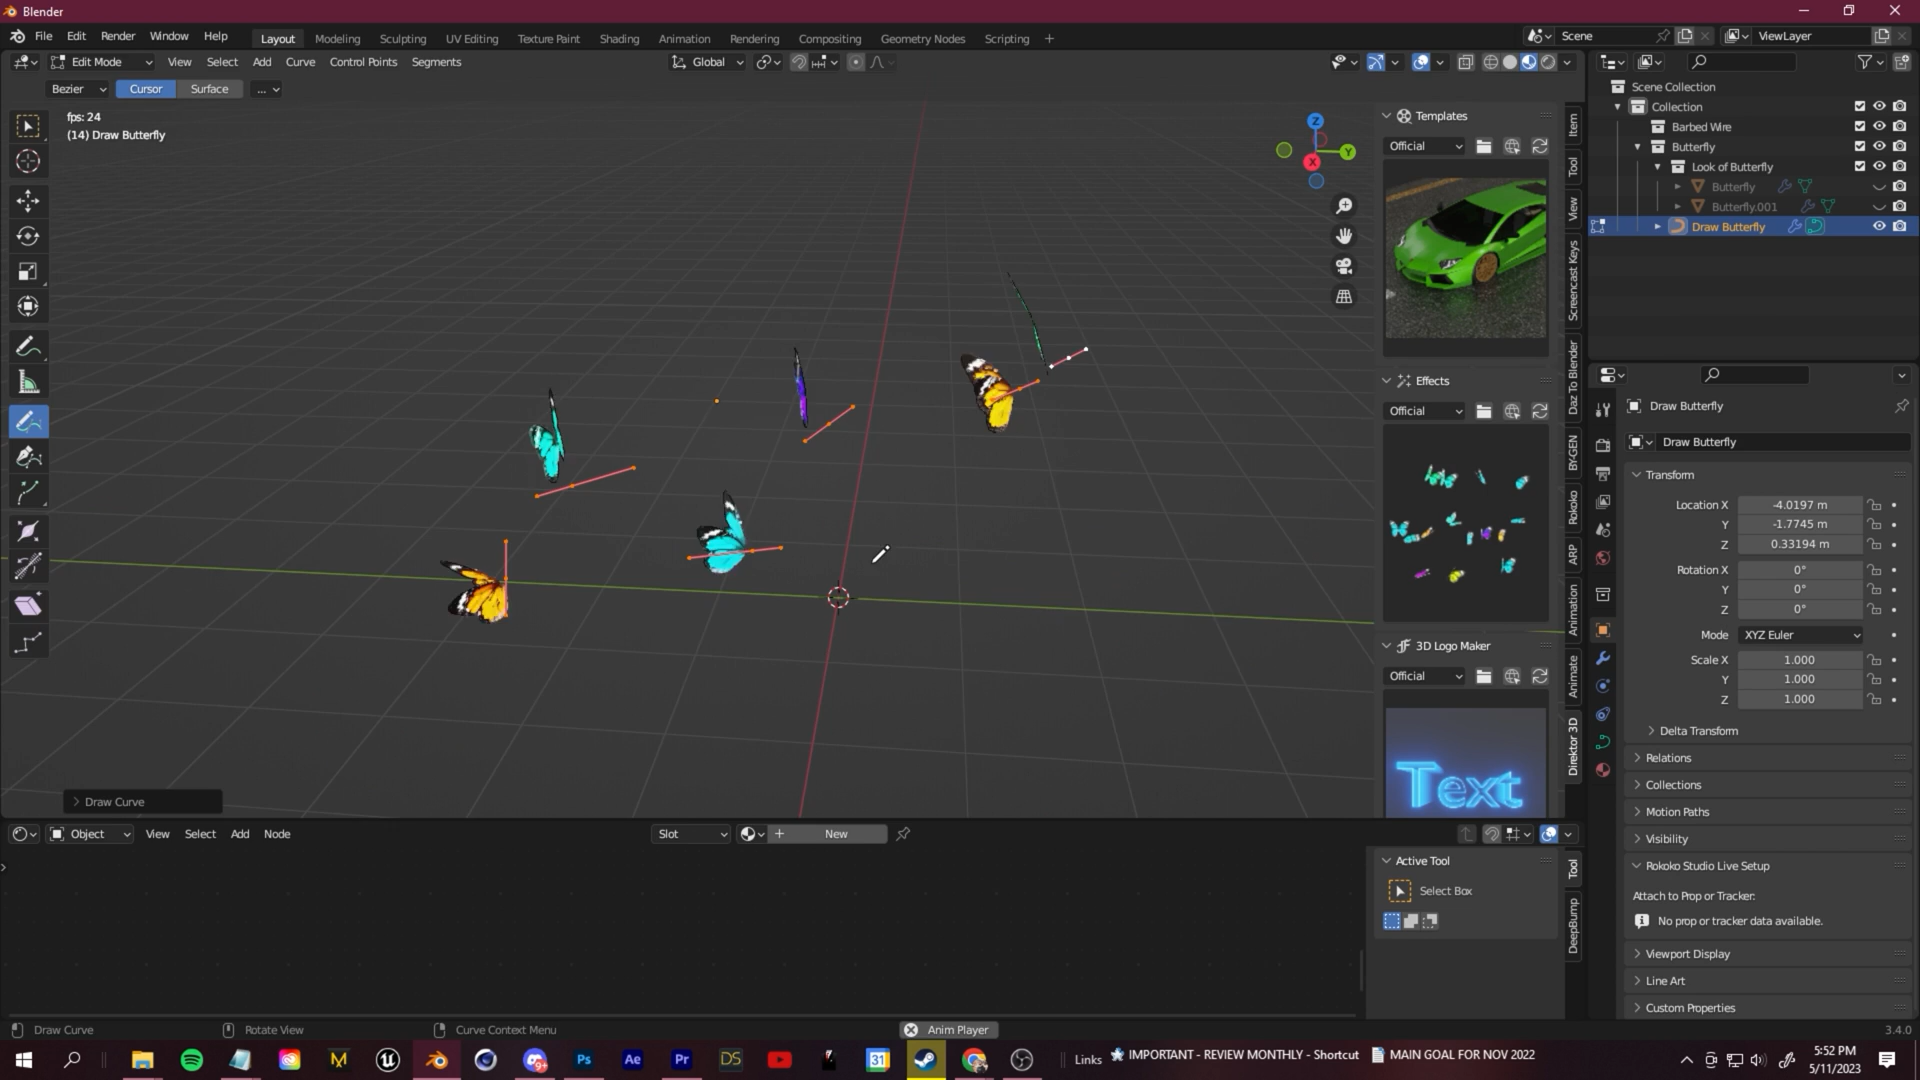 Blender
File Edit Render Window Help Layout Modeling Sculpting UV Editing Texture Paint Shading Animation Rendering Compositing Geometry Nodes Scripting + Scene ViewLayer
Edit Mode View Select Add Curve Control Points Segments Global
Bezier Cursor Surface ...
fps: 24
(14) Draw Butterfly
Z
Y
X
Templates
Official
Effects
Official
3D Logo Maker
Official
Text
Item
Tool
View
Screencast Keys
Daz To Blender
BY-GEN
Rokoko
ARP
Animation
Animate
Direktor 3D
Draw Curve
Scene Collection
Collection
Barbed Wire
Butterfly
Look of Butterfly
Butterfly
Butterfly.001
Draw Butterfly
Draw Butterfly
Draw Butterfly
Transform
Location X -4.0197 m
Y -1.7745 m
Z 0.33194 m
Rotation X 0°
Y 0°
Z 0°
Mode XYZ Euler
Scale X 1.000
Y 1.000
Z 1.000
Delta Transform
Relations
Collections
Motion Paths
Visibility
Rokoko Studio Live Setup
Attach to Prop or Tracker:
No prop or tracker data available.
Viewport Display
Line Art
Custom Properties
Object View Select Add Node Slot New
Active Tool
Select Box
Tool
DeepBump
Draw Curve Rotate View Curve Context Menu Anim Player 3.4.0
M Ps Ae Pr DS 31 9+ Links IMPORTANT - REVIEW MONTHLY - Shortcut MAIN GOAL FOR NOV 2022
5:52 PM
5/11/2023